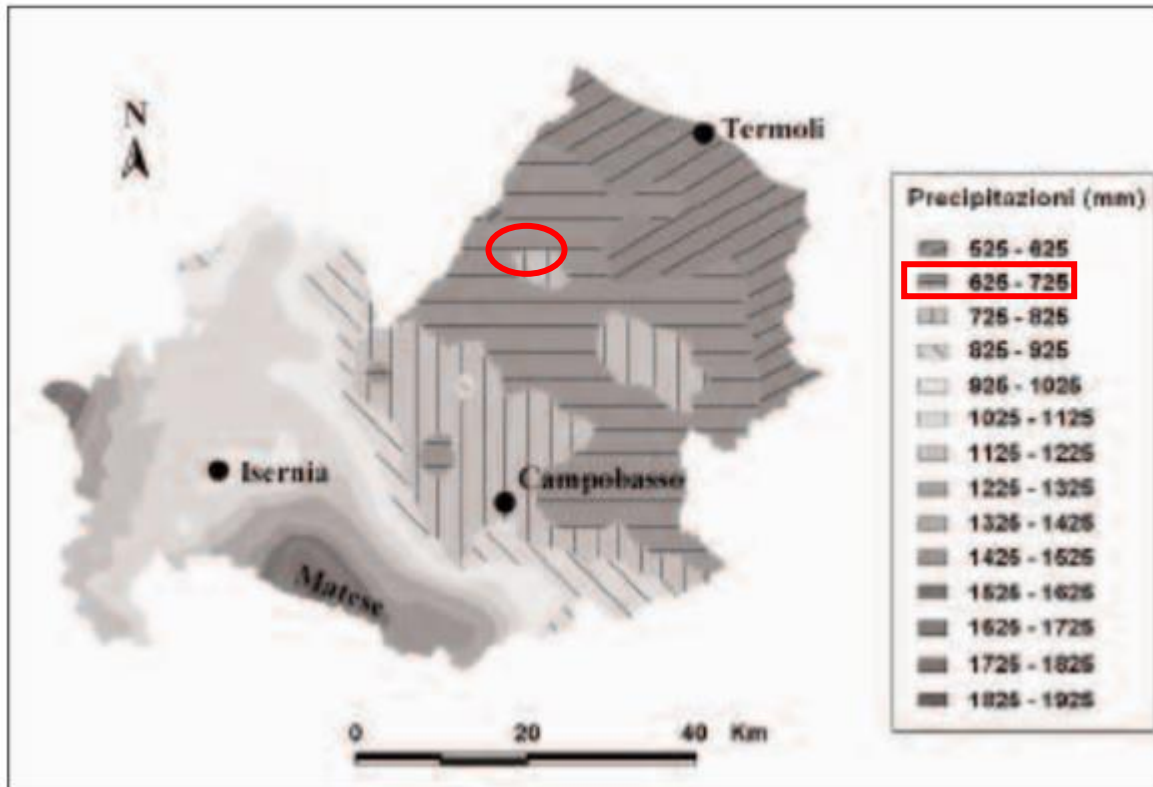 N
Termoli
Isernia
Campobasso
Matese
Precipitazioni (mm)
525 - 625
625 - 725
725 - 825
825 - 925
925 - 1025
1025 - 1125
1125 - 1225
1225 - 1325
1325 - 1425
1425 - 1525
1525 - 1625
1625 - 1725
1725 - 1825
1825 - 1925
0 20 40 Km